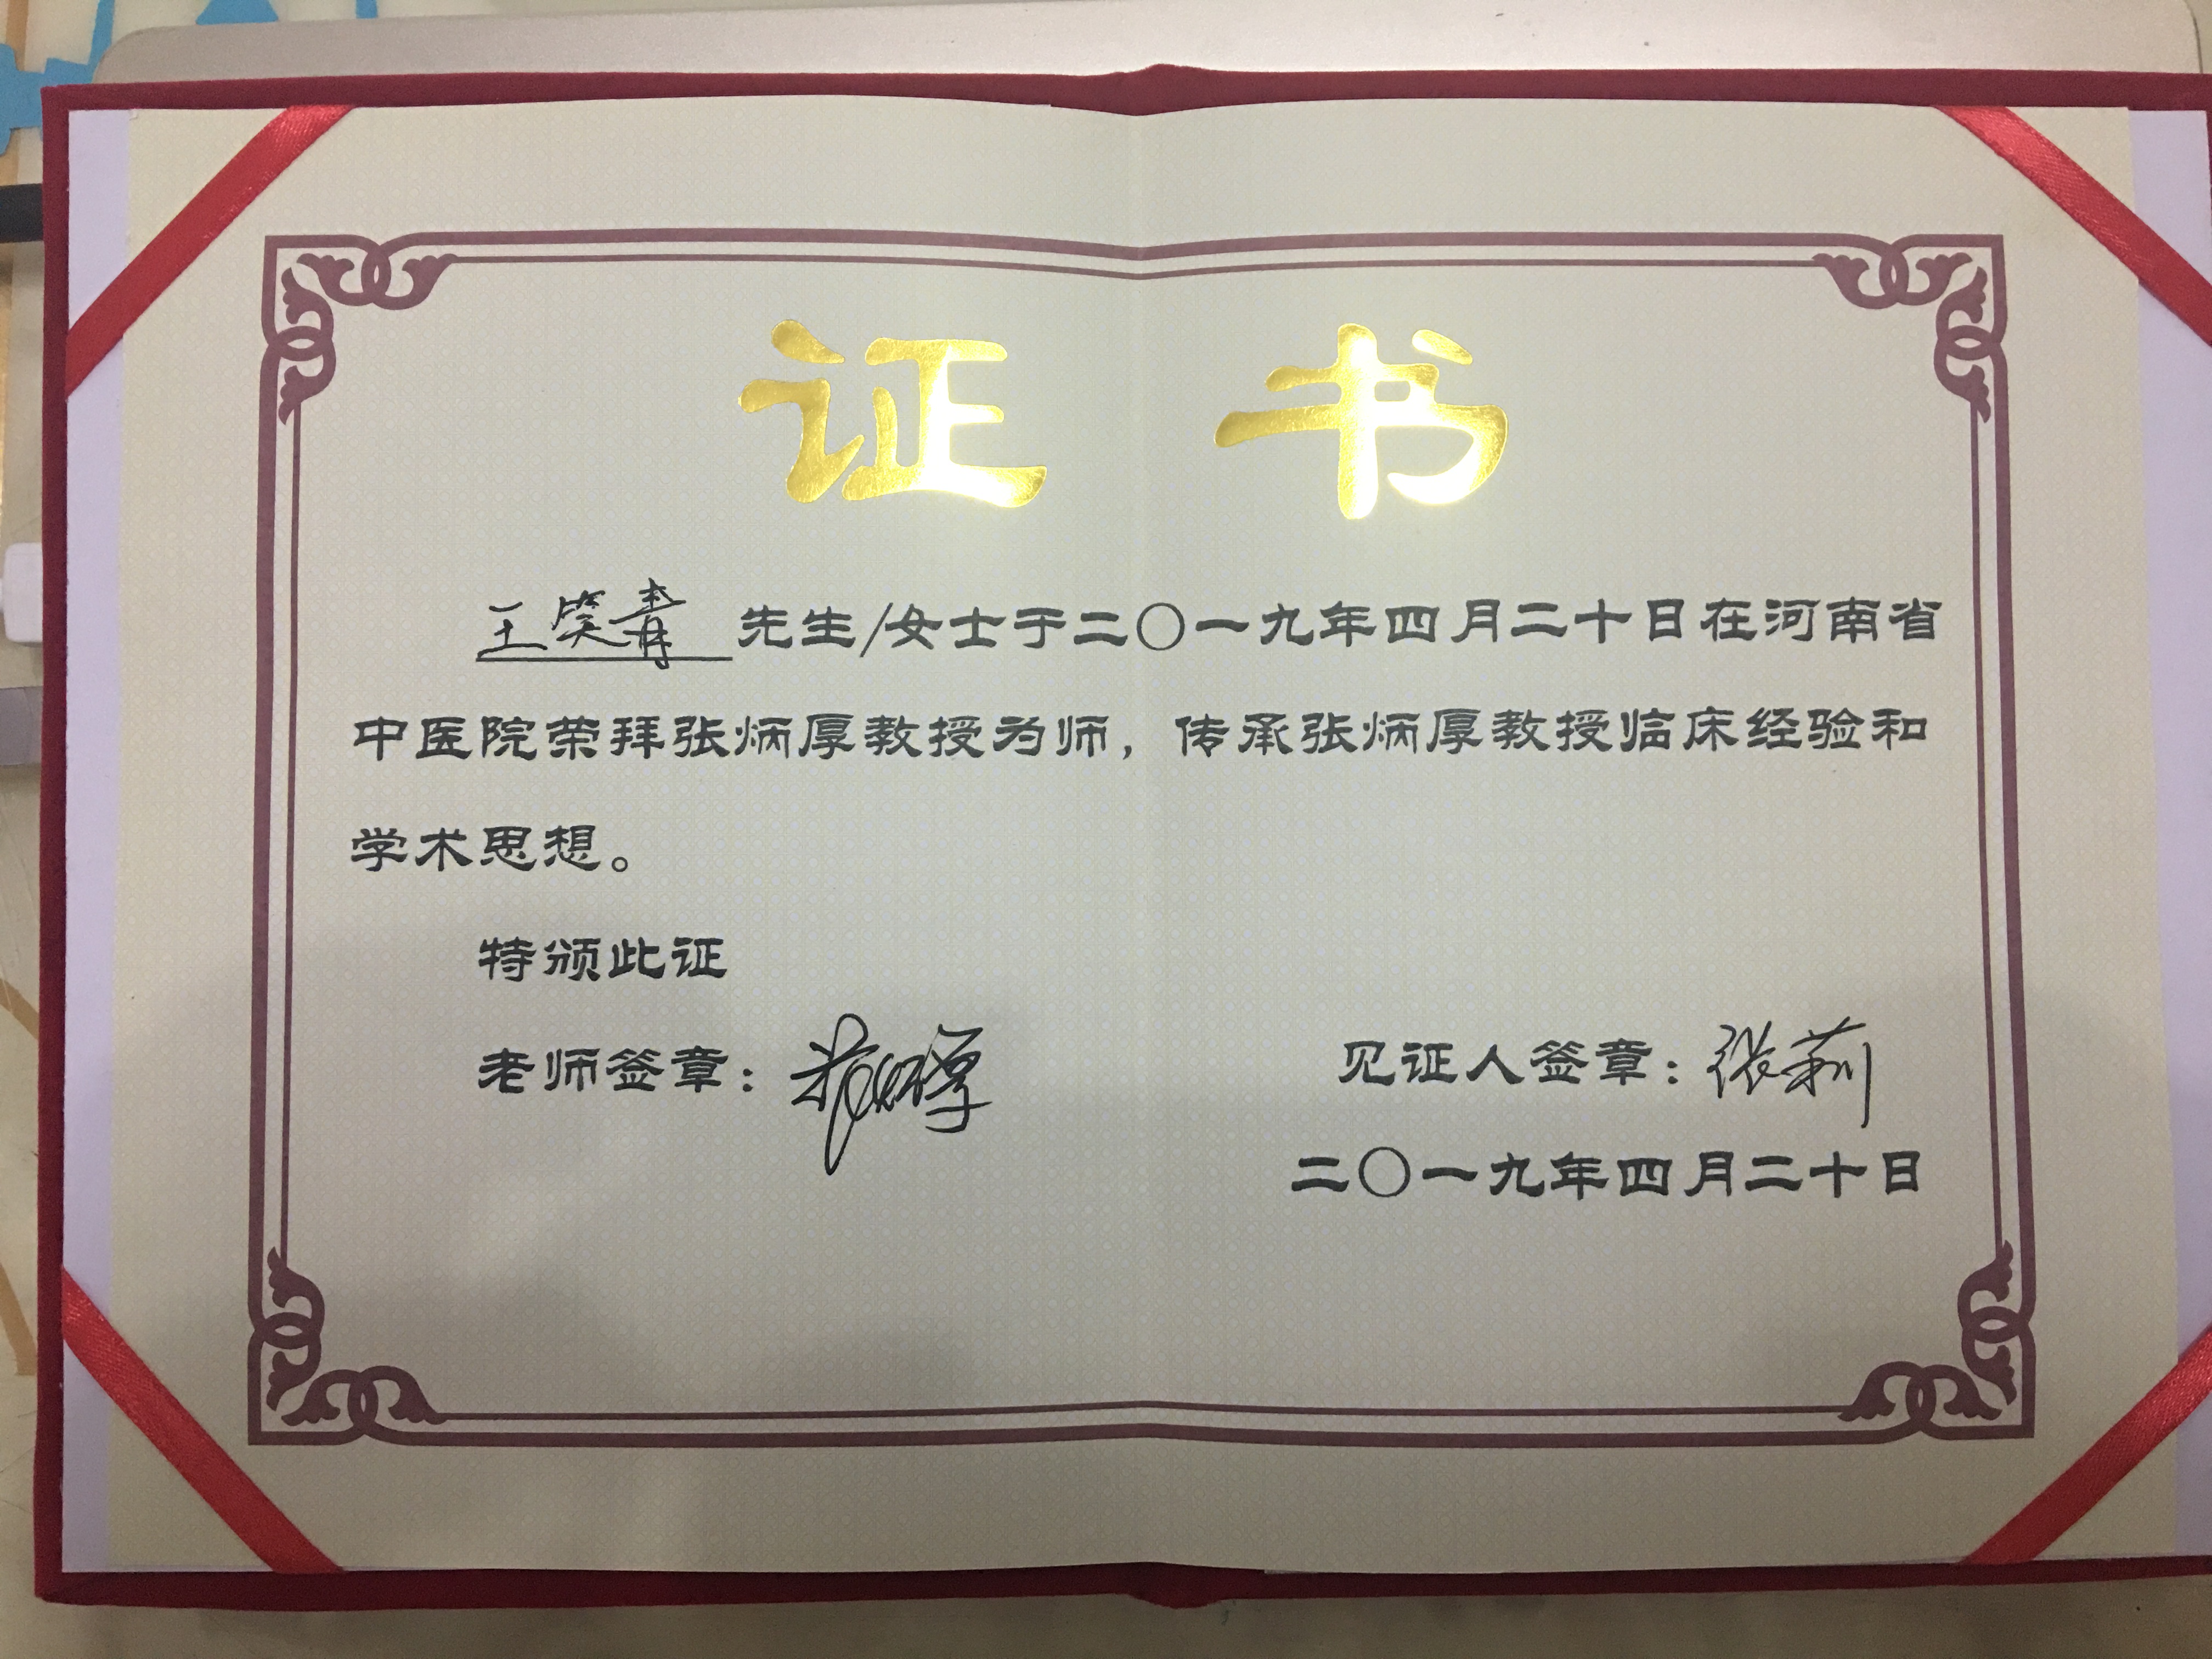 证书
王笑青 先生/女士于二〇一九年四月二十日在河南省
中医院荣拜张炳厚教授为师，传承张炳厚教授临床经验和
学术思想。
特颁此证
老师签章：张炳厚 见证人签章：张莉
二〇一九年四月二十日